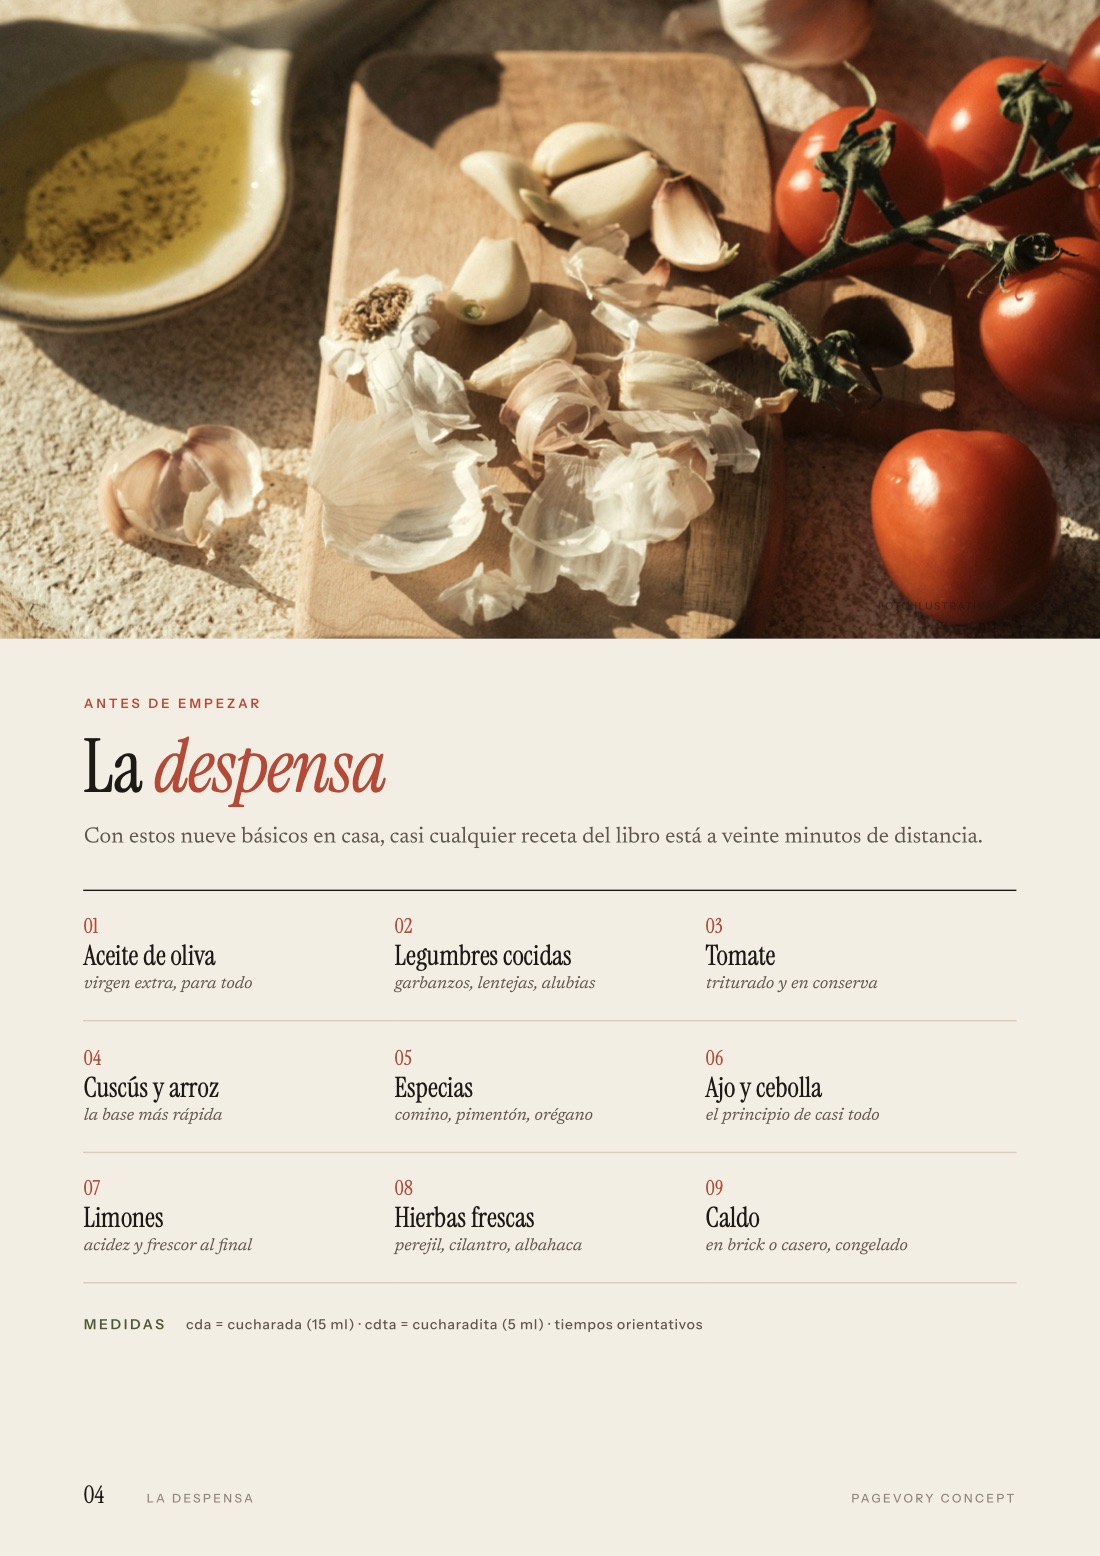 ANTES DE EMPEZAR
La despensa
Con estos nueve básicos en casa, casi cualquier receta del libro está a veinte minutos de distancia.
01
Aceite de oliva
virgen extra, para todo
02
Legumbres cocidas
garbanzos, lentejas, alubias
03
Tomate
triturado y en conserva
04
Cuscús y arroz
la base más rápida
05
Especias
comino, pimentón, orégano
06
Ajo y cebolla
el principio de casi todo
07
Limones
acidez y frescor al final
08
Hierbas frescas
perejil, cilantro, albahaca
09
Caldo
en brick o casero, congelado
MEDIDAS cda = cucharada (15 ml) · cdta = cucharadita (5 ml) · tiempos orientativos
04 LA DESPENSA PAGEVORY CONCEPT